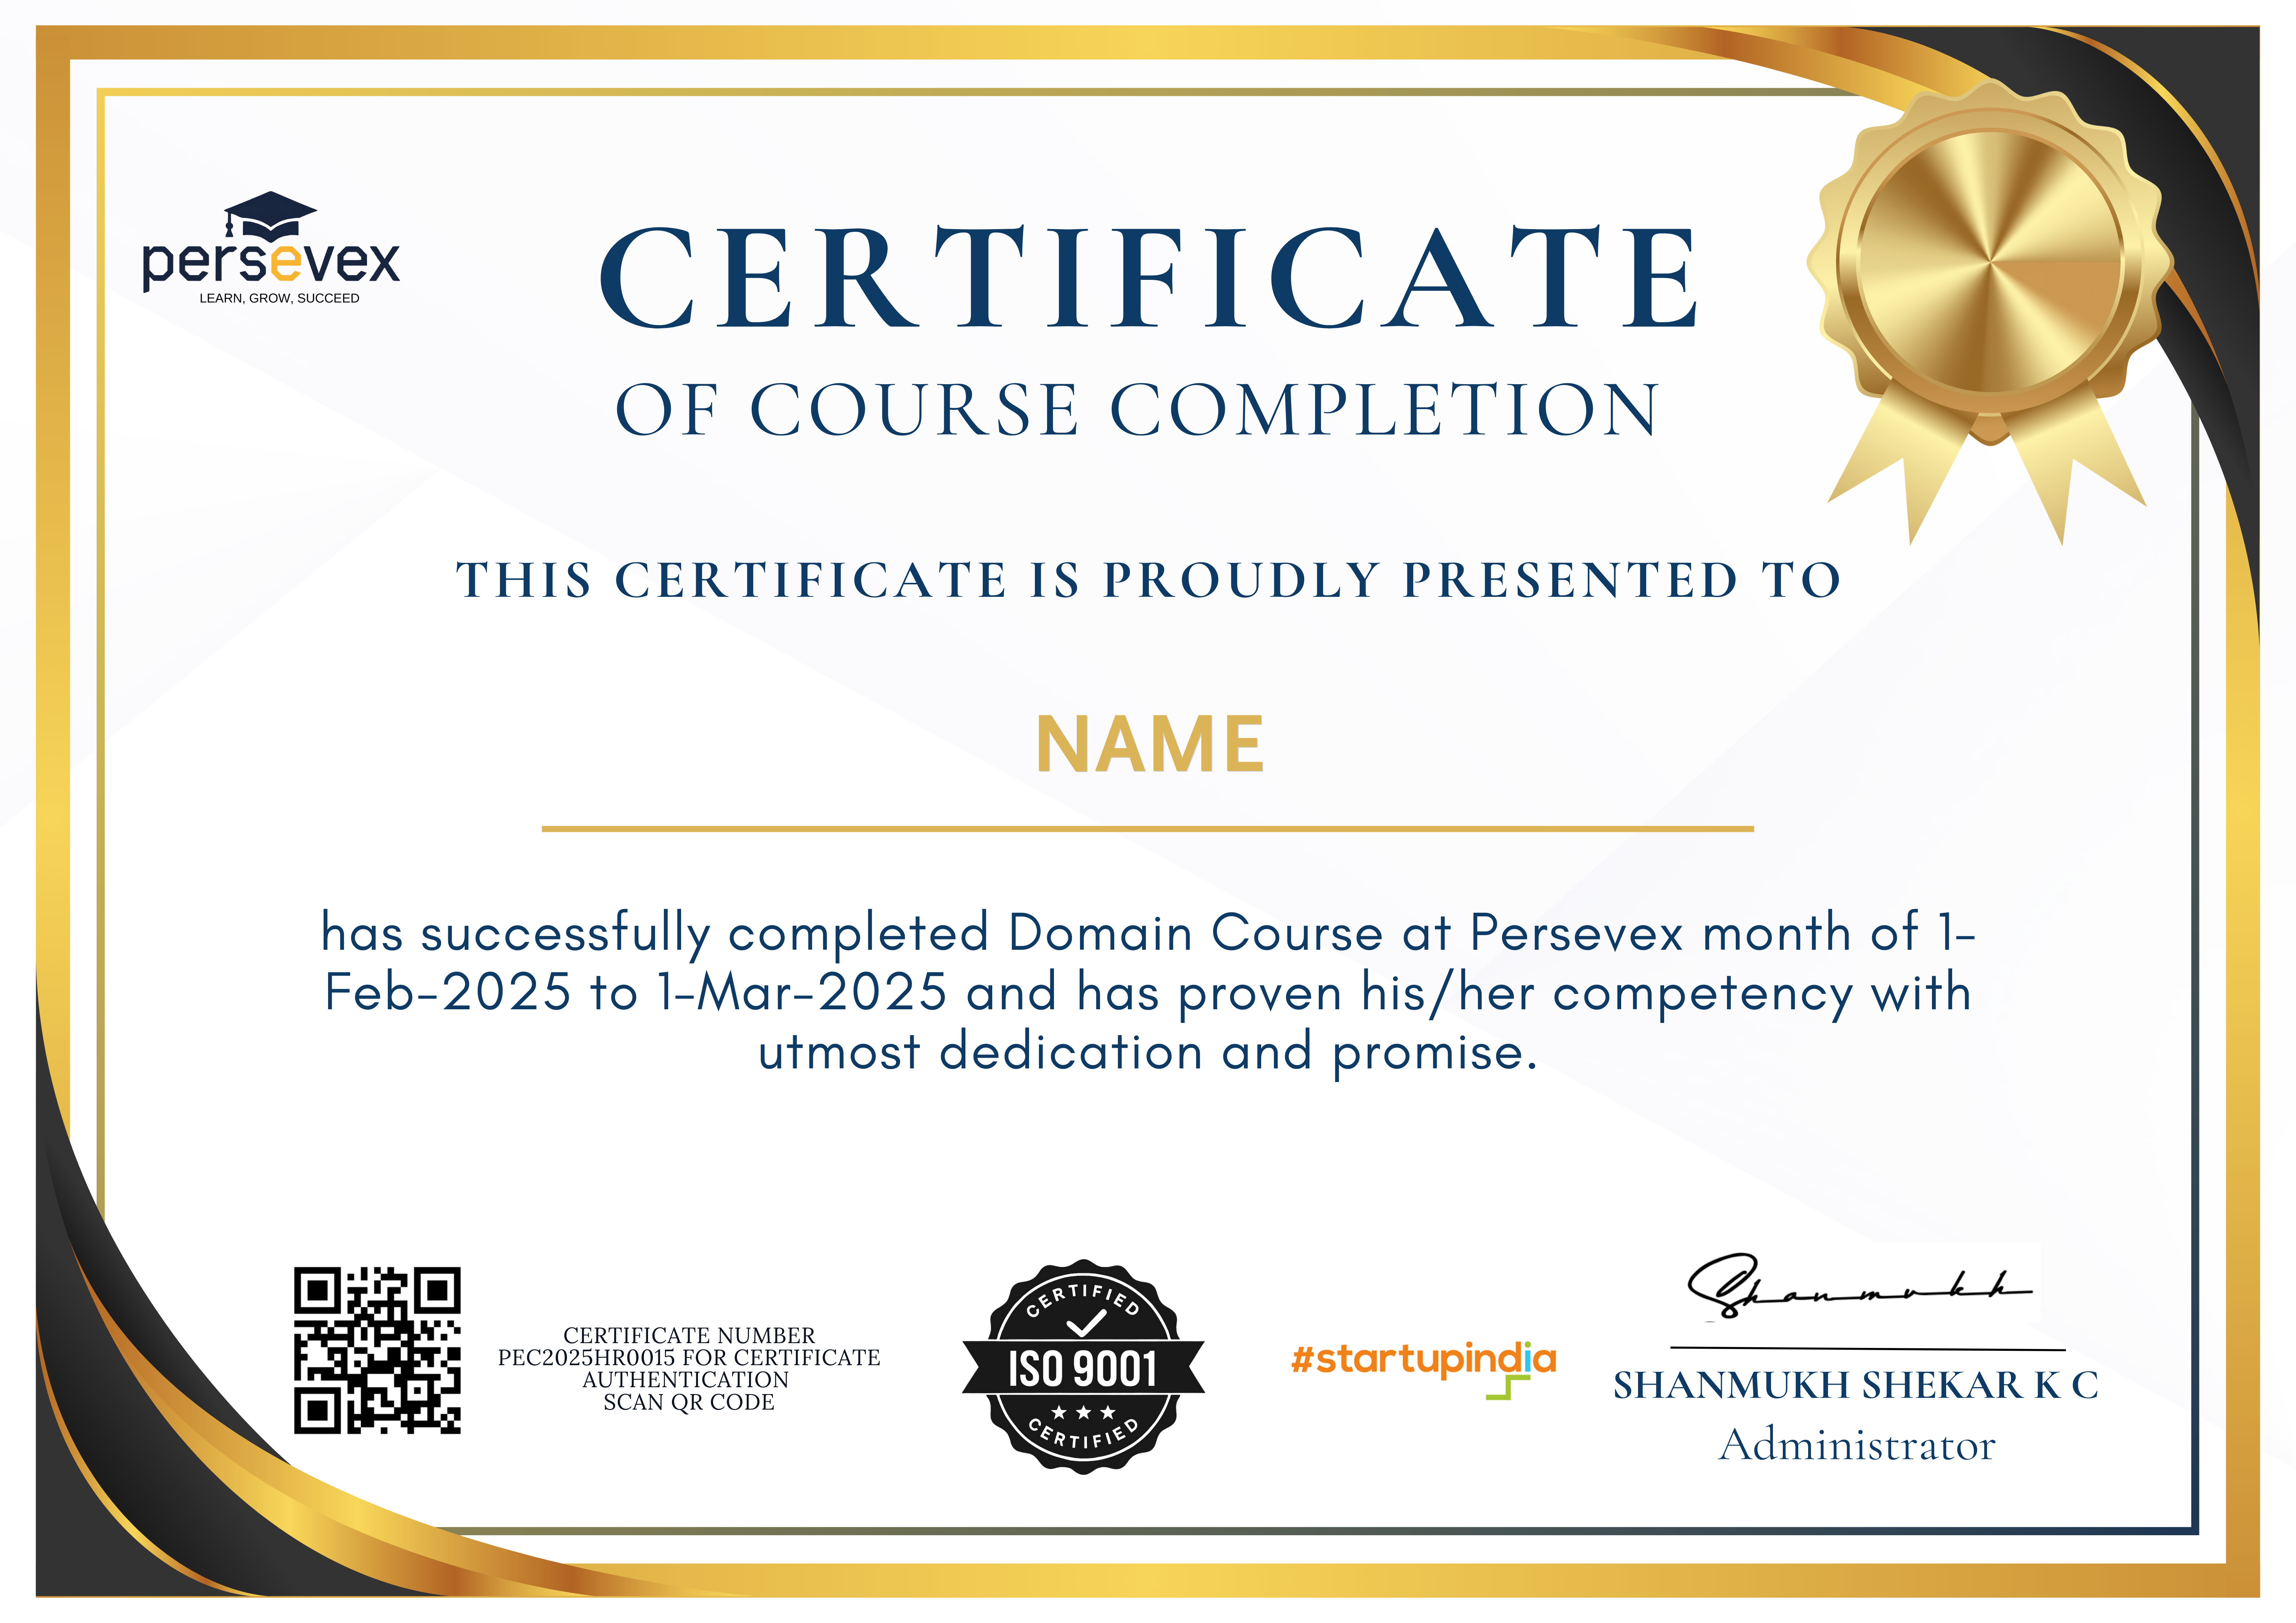 persevex
LEARN, GROW, SUCCEED
CERTIFICATE
OF COURSE COMPLETION
THIS CERTIFICATE IS PROUDLY PRESENTED TO
NAME
has successfully completed Domain Course at Persevex month of 1-
Feb-2025 to 1-Mar-2025 and has proven his/her competency with
utmost dedication and promise.
CERTIFICATE NUMBER
PEC2025HR0015 FOR CERTIFICATE
AUTHENTICATION
SCAN QR CODE
CERTIFIED
ISO 9001
CERTIFIED
#startupindia
Shanmukh
SHANMUKH SHEKAR K C
Administrator